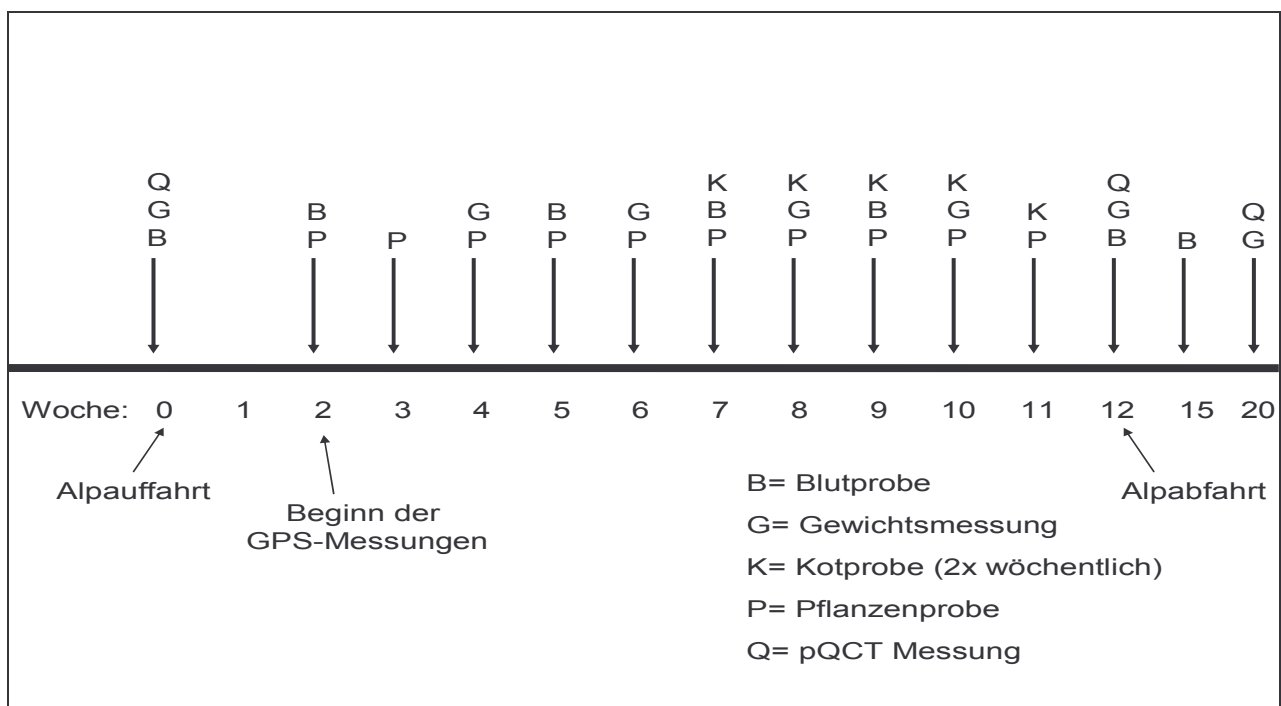 Q K K K K Q
G B G B G G G B G B G K G Q
B P P P P P P P P P P B B G
Woche: 0 1 2 3 4 5 6 7 8 9 10 11 12 15 20
Alpauffahrt
Beginn der
GPS-Messungen
B= Blutprobe
G= Gewichtsmessung
K= Kotprobe (2x wöchentlich)
P= Pflanzenprobe
Q= pQCT Messung
Alpabfahrt